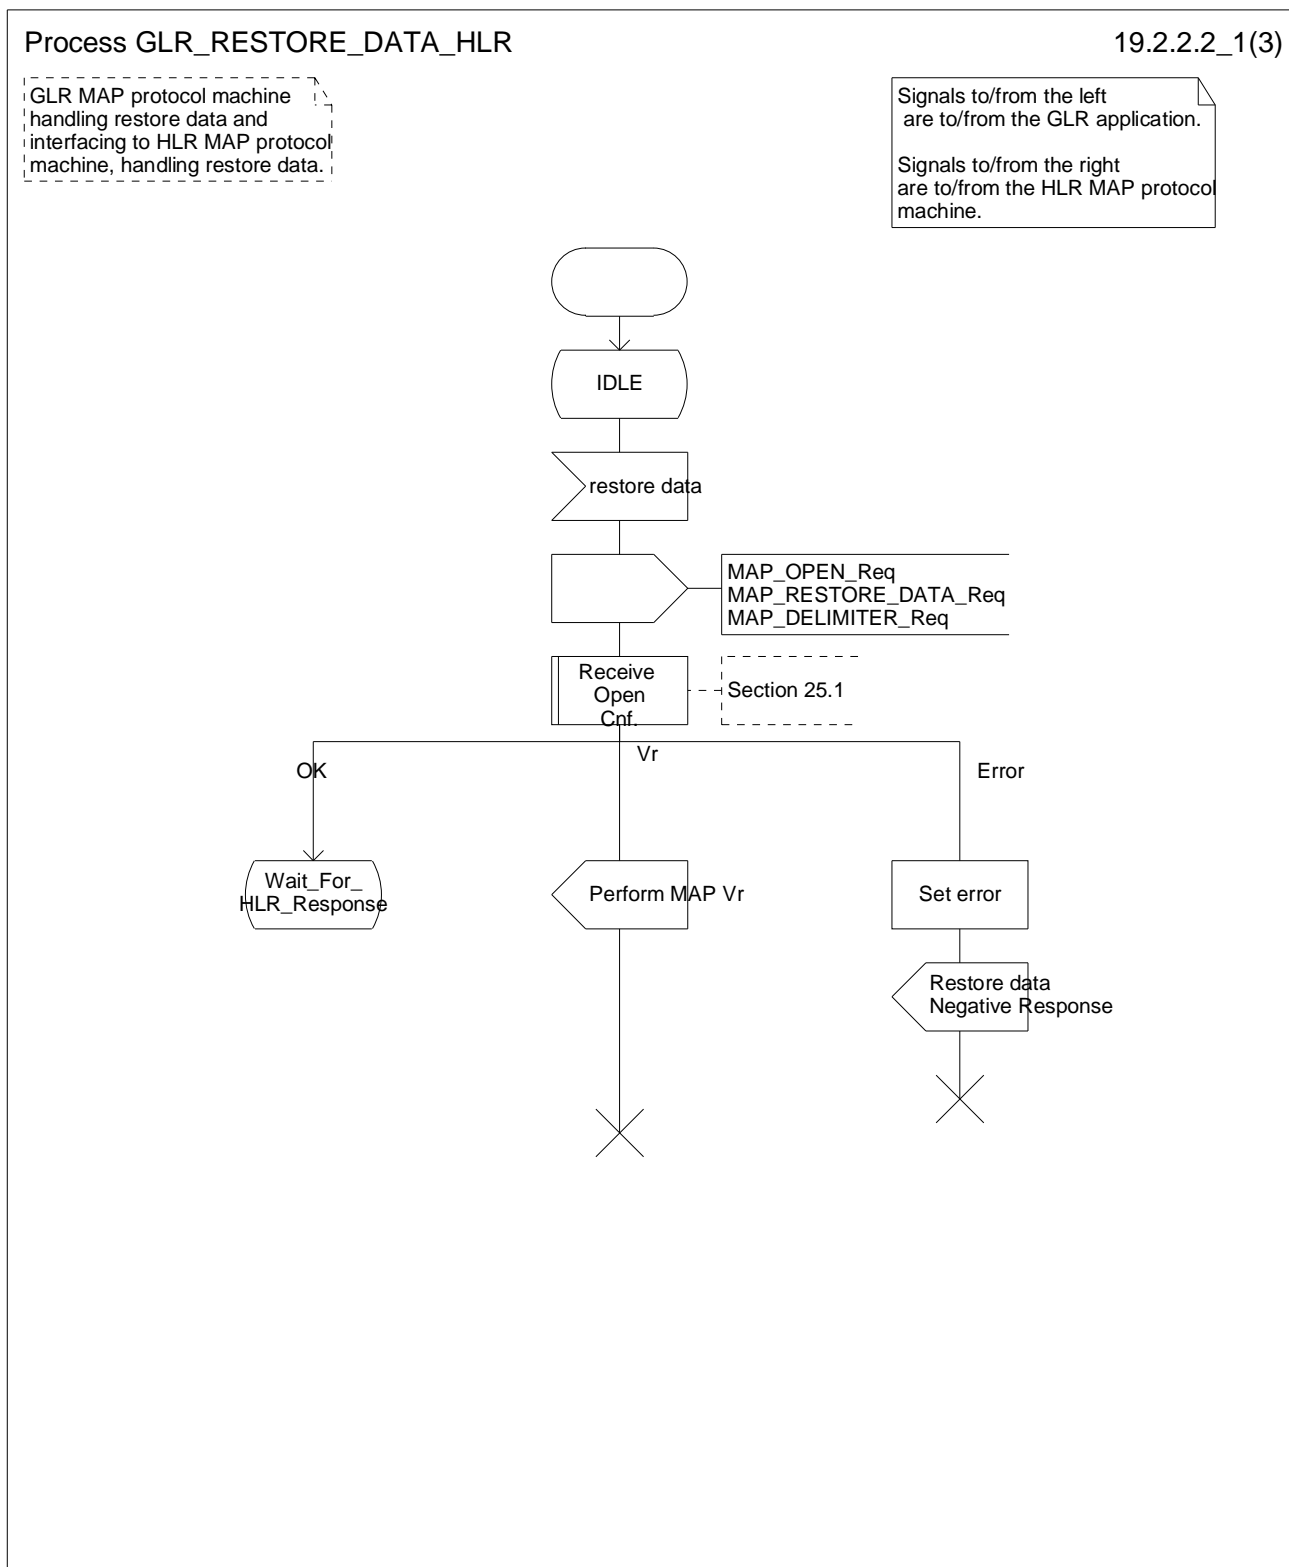 Process GLR_RESTORE_DATA_HLR
19.2.2.2_1(3)
GLR MAP protocol machine
handling restore data and
interfacing to HLR MAP protocol
machine, handling restore data.
Signals to/from the left
are to/from the GLR application.
Signals to/from the right
are to/from the HLR MAP protocol
machine.
IDLE
restore data
MAP_OPEN_Req
MAP_RESTORE_DATA_Req
MAP_DELIMITER_Req
Receive
Open
Cnf.
Section 25.1
OK
Vr
Error
Wait_For_
HLR_Response
Perform MAP Vr
Set error
Restore data
Negative Response